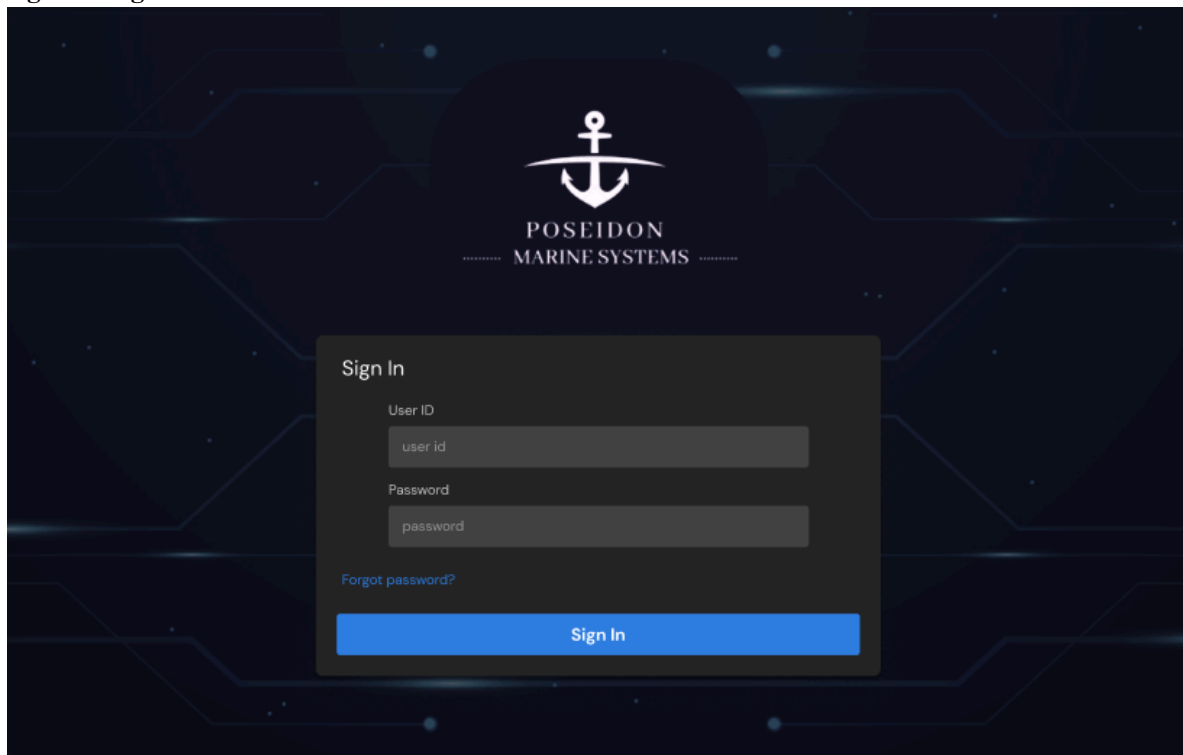 POSEIDON
MARINE SYSTEMS
Sign In
User ID
user id
Password
password
Forgot password?
Sign In